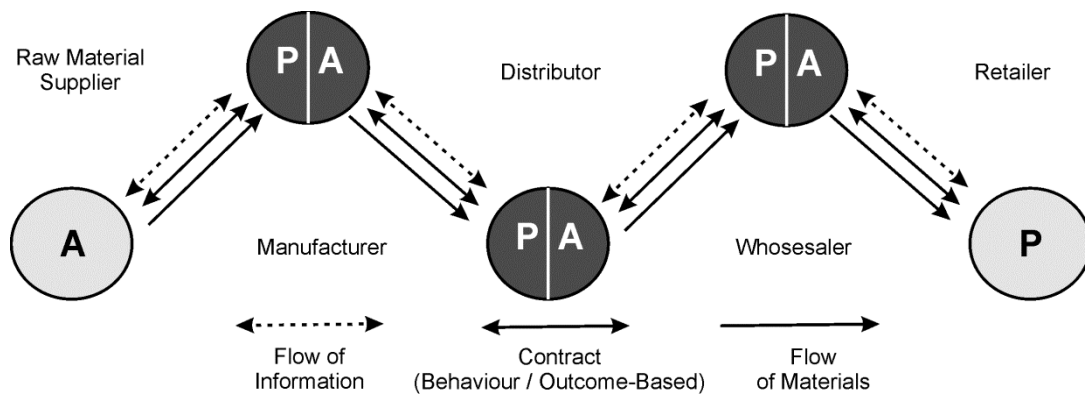 Raw Material
Supplier
P A
Distributor
P A
Retailer
A
Manufacturer
P A
Whosesaler
P
Flow of
Information
Contract
(Behaviour / Outcome-Based)
Flow
of Materials